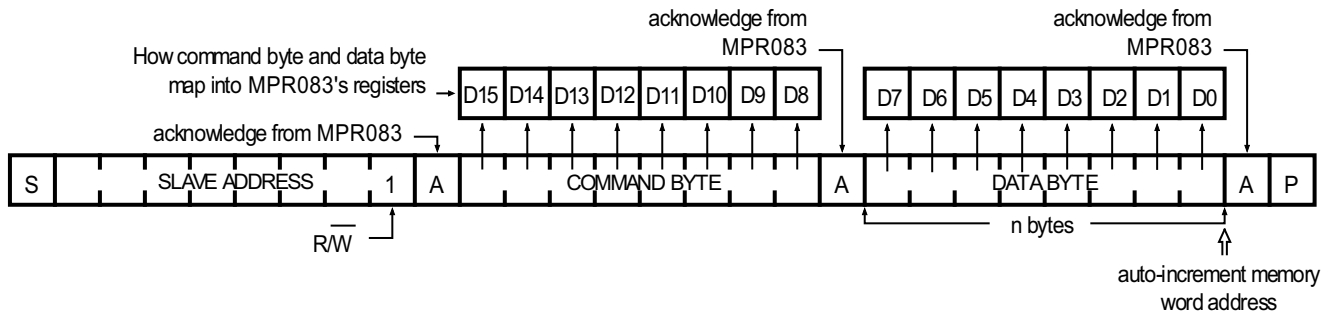 acknowledge from
MPR083
acknowledge from
MPR083
How command byte and data byte
map into MPR083's registers
D15 D14 D13 D12 D11 D10 D9 D8
D7 D6 D5 D4 D3 D2 D1 D0
acknowledge from MPR083
S SLAVE ADDRESS 1 A COMMAND BYTE A DATA BYTE A P
R/W̅
n bytes
auto-increment memory
word address